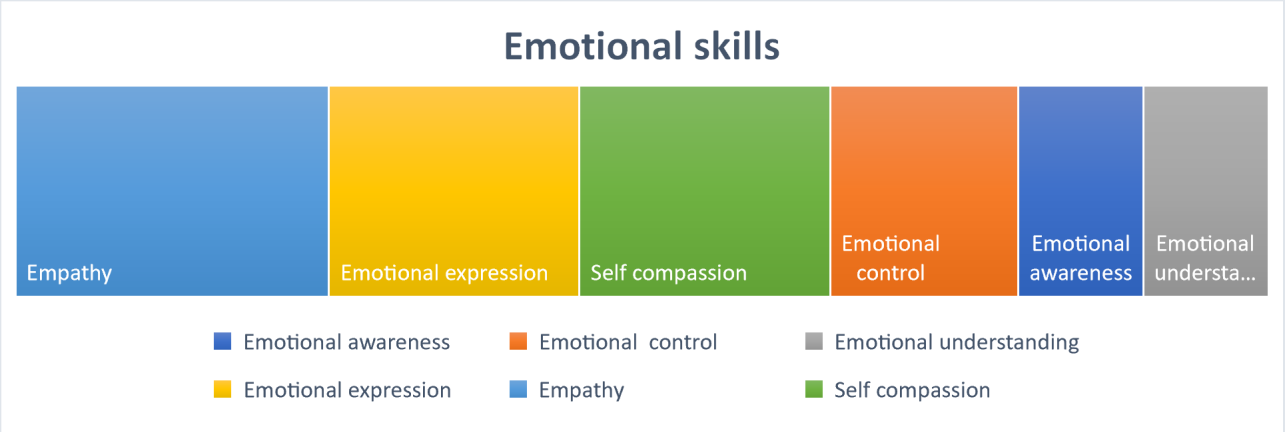 Emotional skills
Empathy
Emotional expression
Self compassion
Emotional
control
Emotional
awareness
Emotional
understa...
Emotional awareness
Emotional  control
Emotional understanding
Emotional expression
Empathy
Self compassion